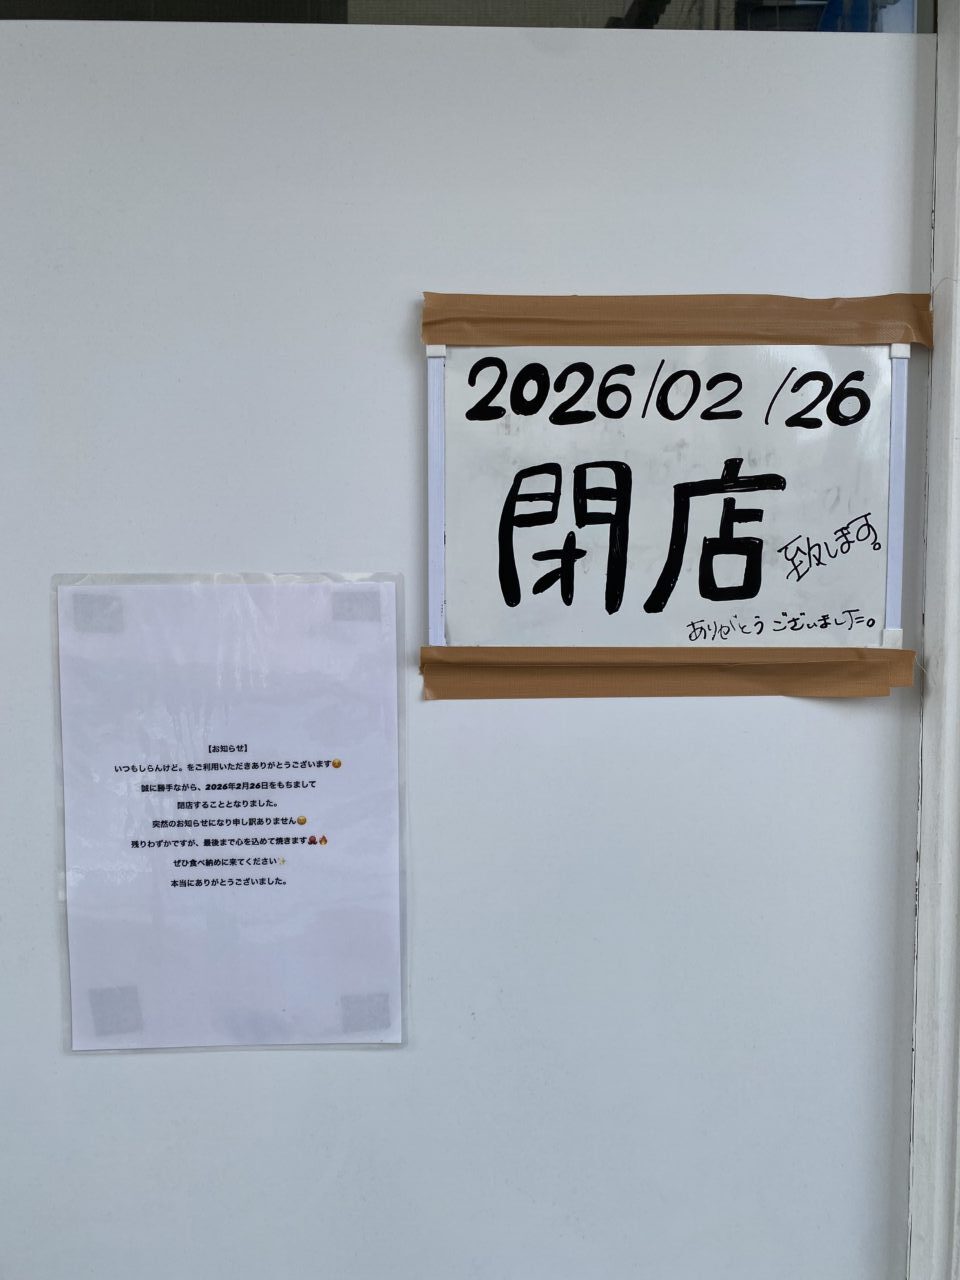 2026/02/26
閉店致します。
ありがとうございました。
【お知らせ】
いつもしらんけど。をご利用いただきありがとうございます😊
誠に勝手ながら、2026年2月26日をもちまして
閉店することとなりました。
突然のお知らせになり申し訳ありません😢
残りわずかですが、最後まで心を込めて焼きます🐙🔥
ぜひ食べ納めに来てください✨
本当にありがとうございました。